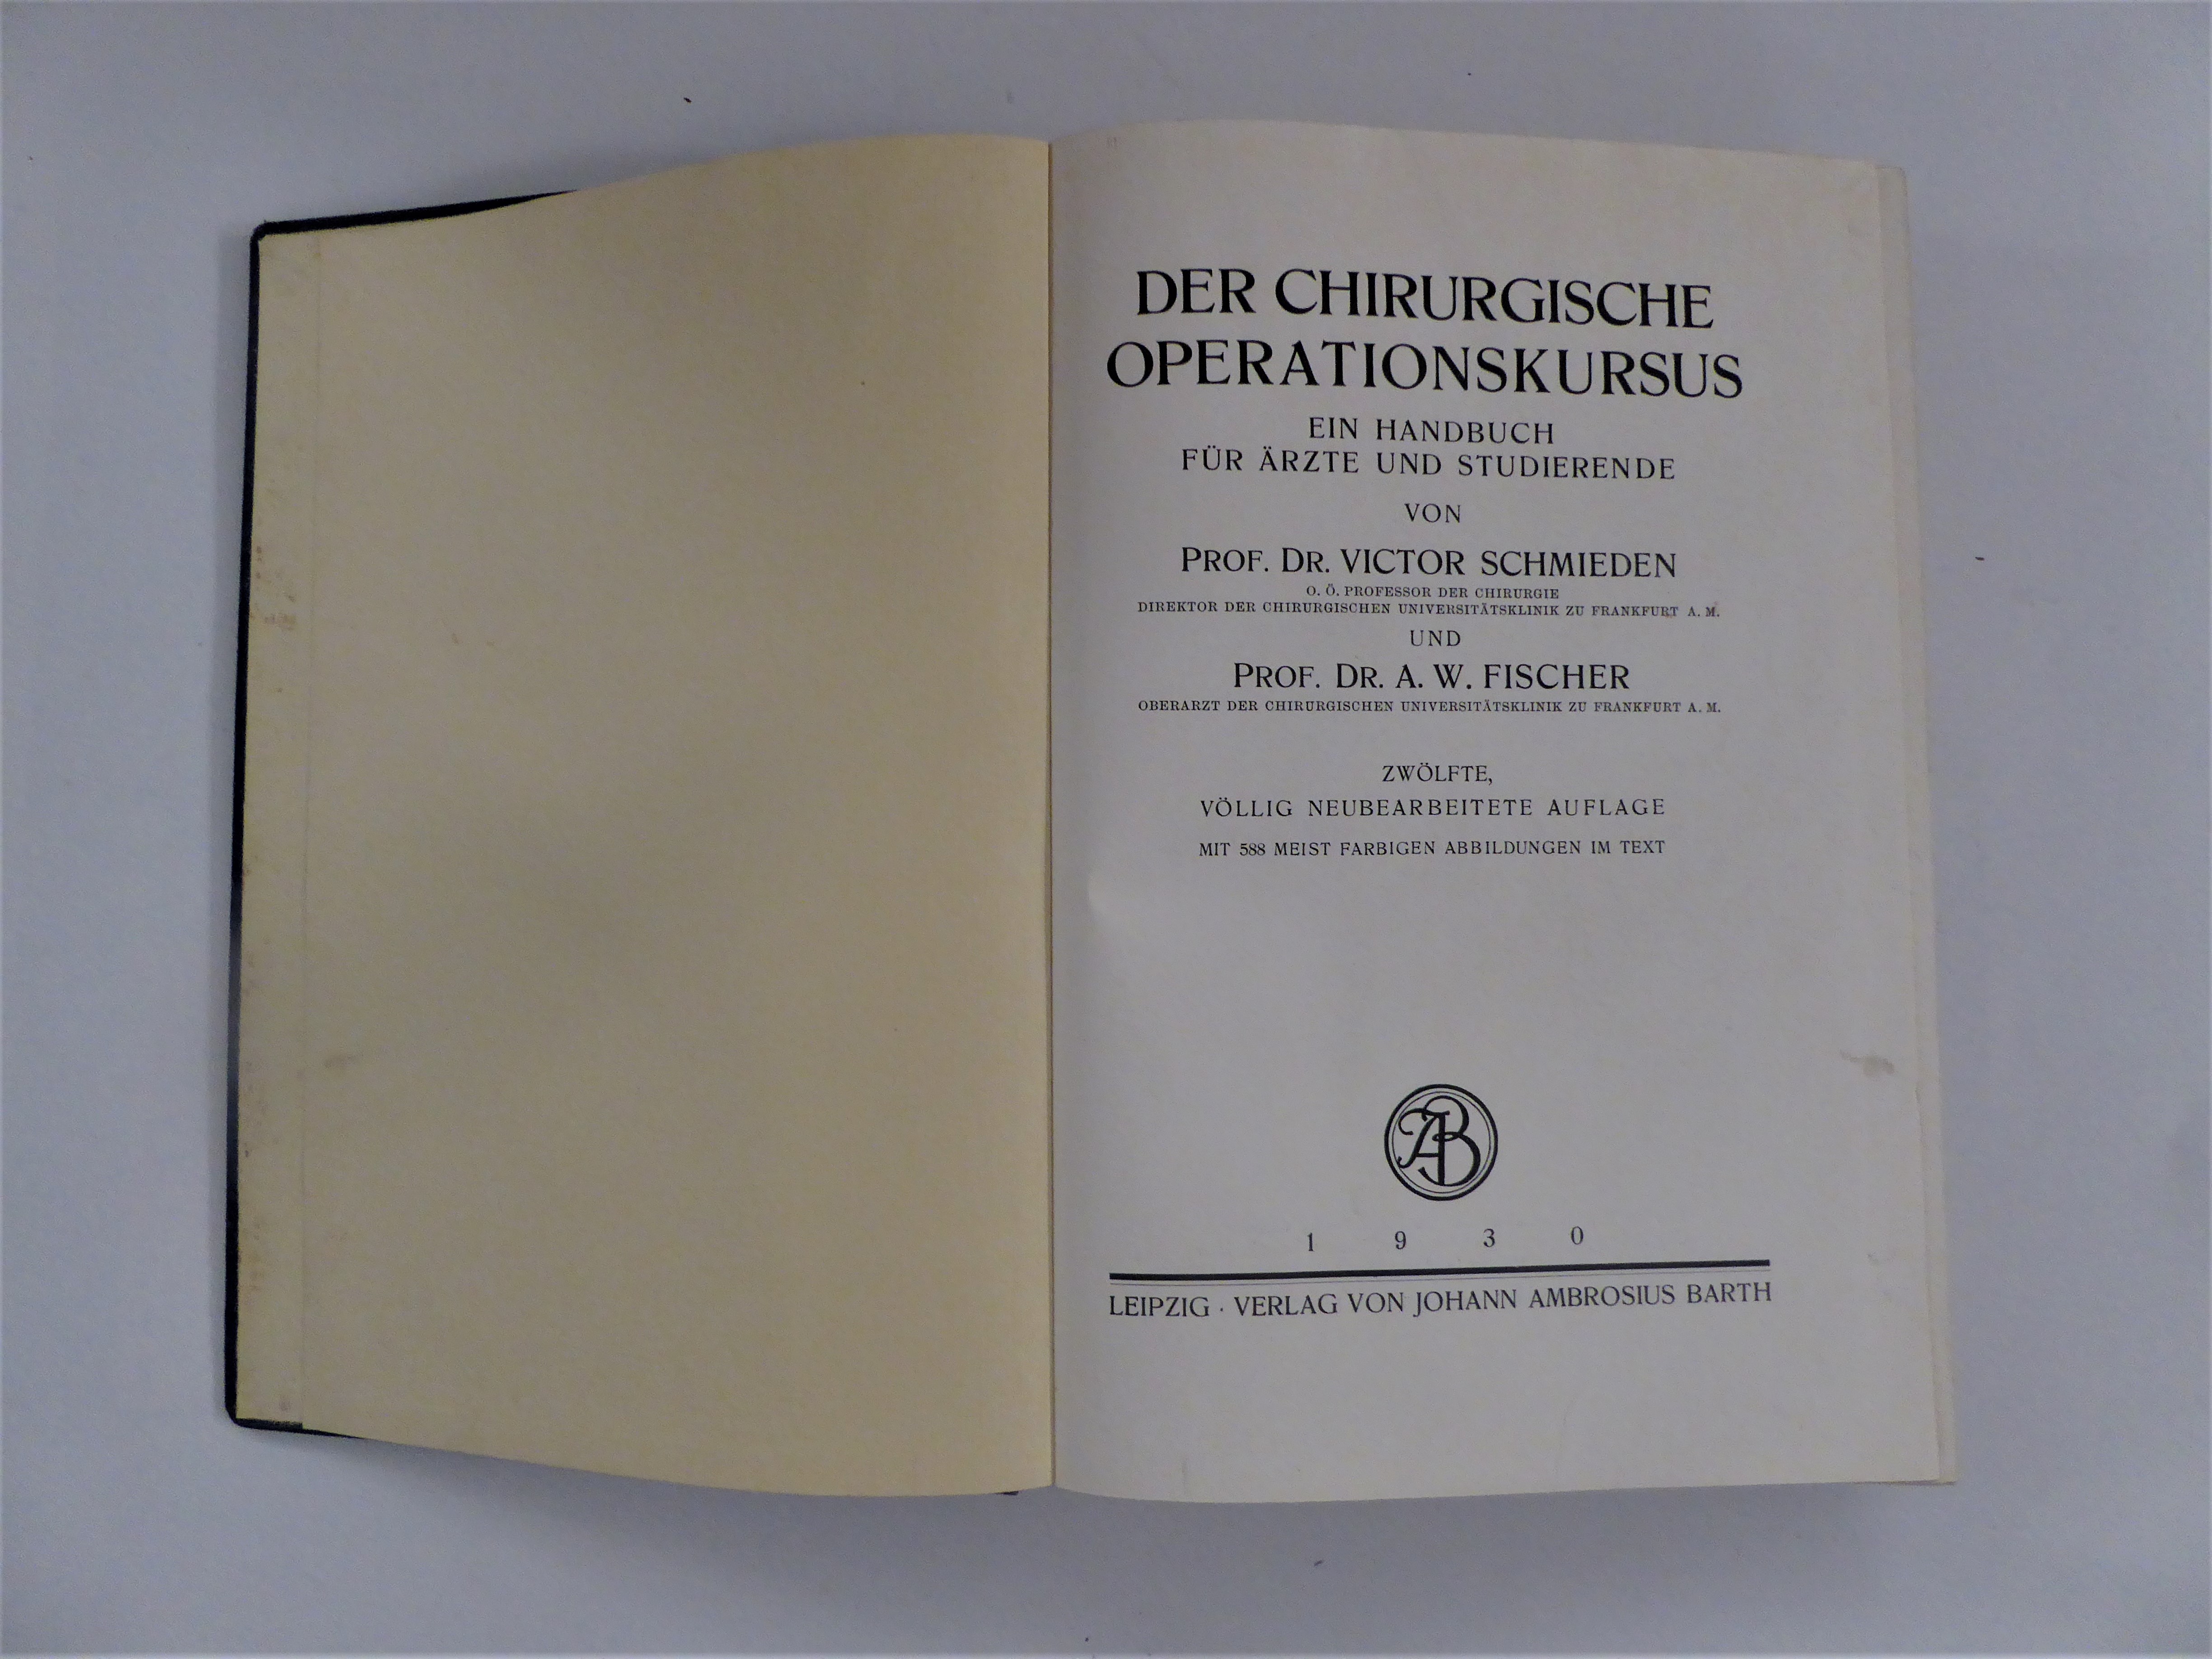 DER CHIRURGISCHE
OPERATIONSKURSUS
EIN HANDBUCH
FÜR ÄRZTE UND STUDIERENDE
VON
PROF. DR. VICTOR SCHMIEDEN
O. Ö. PROFESSOR DER CHIRURGIE
DIREKTOR DER CHIRURGISCHEN UNIVERSITÄTSKLINIK ZU FRANKFURT A. M.
UND
PROF. DR. A. W. FISCHER
OBERARZT DER CHIRURGISCHEN UNIVERSITÄTSKLINIK ZU FRANKFURT A. M.
ZWÖLFTE,
VÖLLIG NEUBEARBEITETE AUFLAGE
MIT 588 MEIST FARBIGEN ABBILDUNGEN IM TEXT
JAB
1 9 3 0
LEIPZIG · VERLAG VON JOHANN AMBROSIUS BARTH